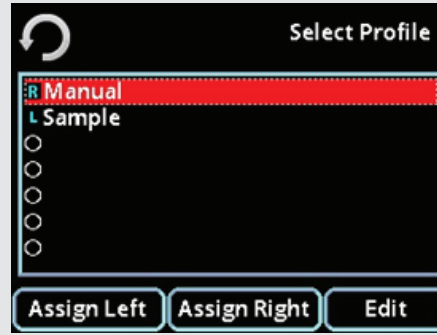 Select Profile
R Manual
L Sample
Assign Left Assign Right Edit